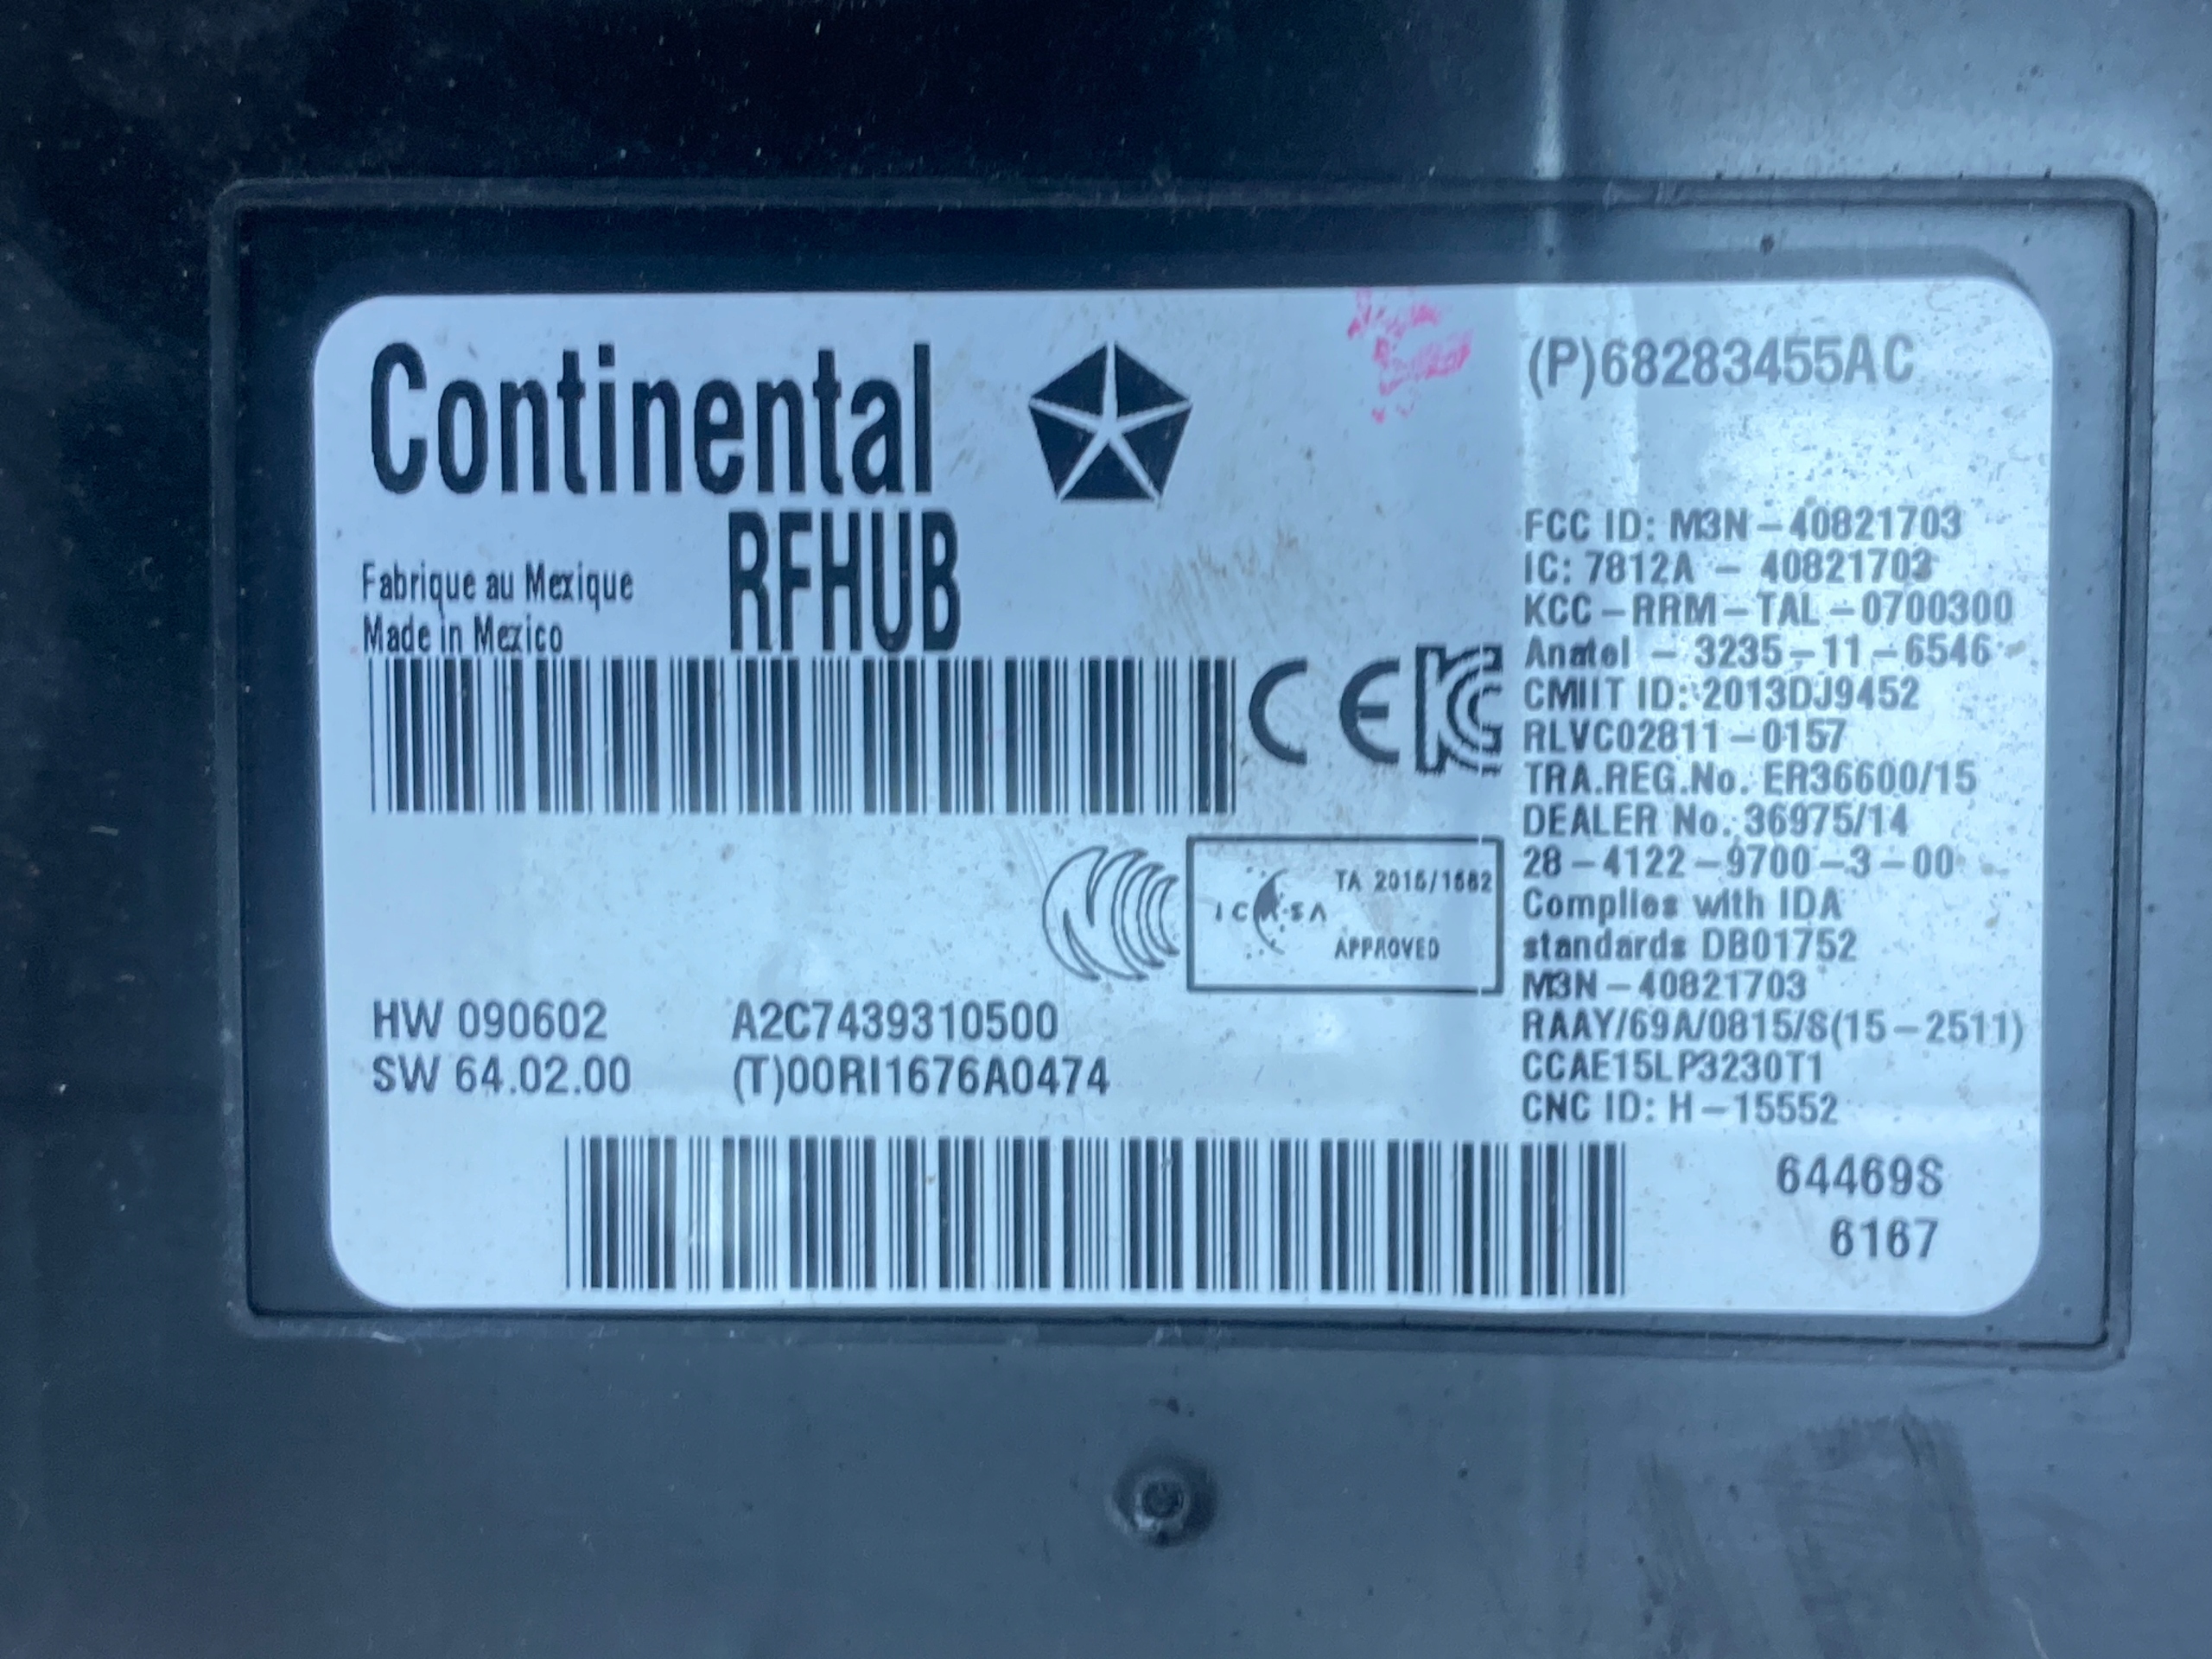 Continental
RFHUB
Fabrique au Mexique
Made in Mexico
CE
TA 2015/1682
ICASA
APPROVED
HW 090602
SW 64.02.00
A2C7439310500
(T)00RI1676A0474
(P)68283455AC
FCC ID: M3N-40821703
IC: 7812A - 40821703
KCC-RRM-TAL-0700300
Anatel - 3235-11-6546
CMIIT ID: 2013DJ9452
RLVC02811-0157
TRA.REG.No. ER36600/15
DEALER No. 36975/14
28-4122-9700-3-00
Complies with IDA
standards DB01752
M3N-40821703
RAAY/69A/0815/S(15-2511)
CCAE15LP3230T1
CNC ID: H-15552
64469S
6167